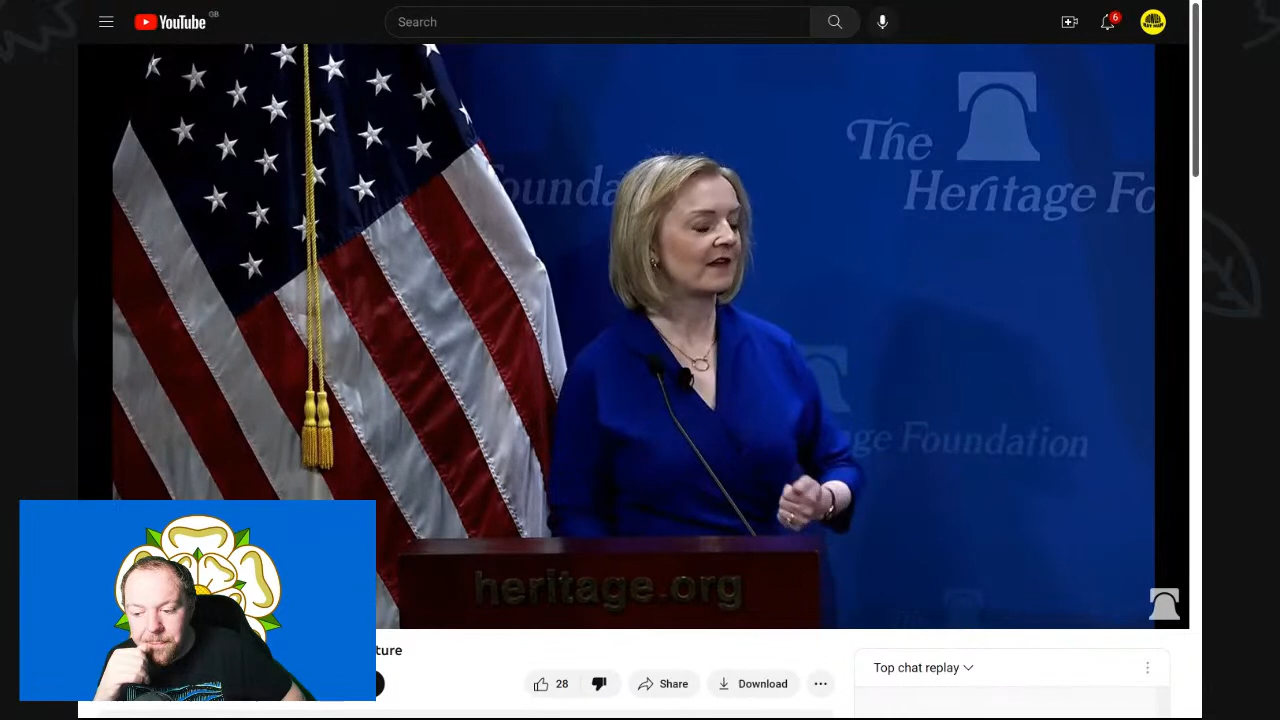 YouTube GB
Search
6
The
Heritage Fo
Founda
ge Foundation
heritage.org
ture
28
Share
Download
Top chat replay